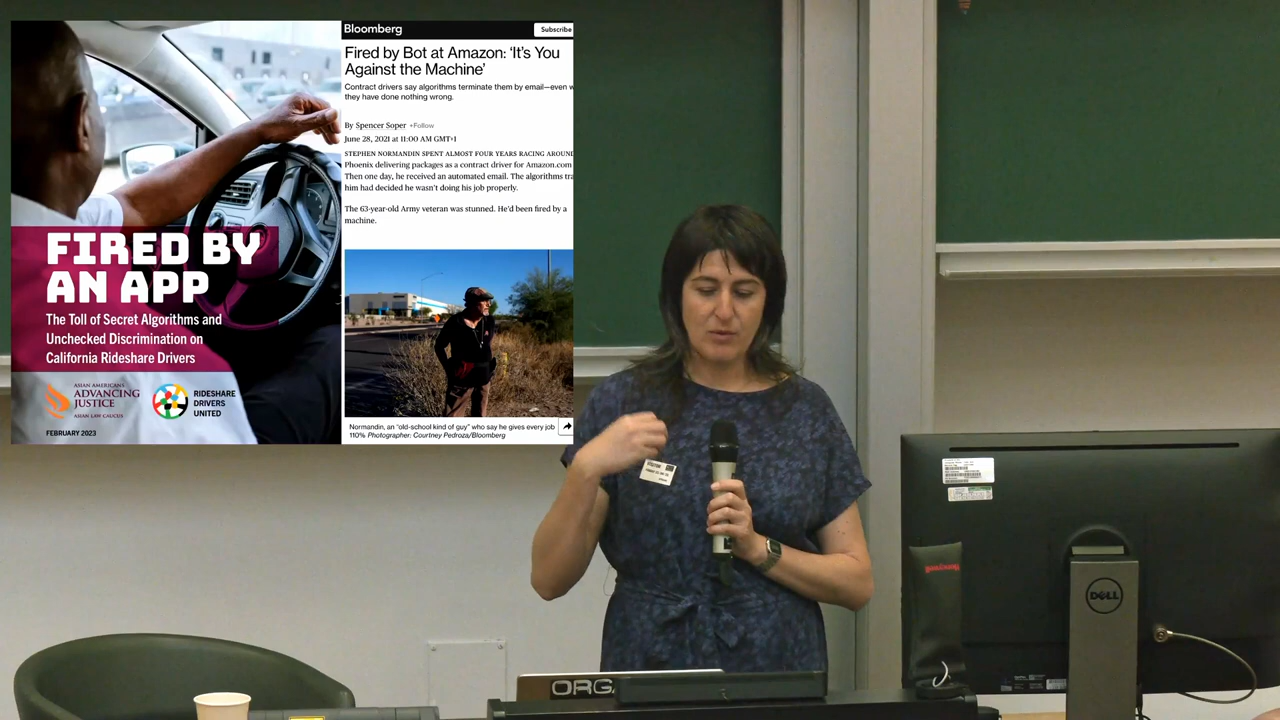 FIRED BY
AN APP
The Toll of Secret Algorithms and
Unchecked Discrimination on
California Rideshare Drivers
ASIAN AMERICANS
ADVANCING
JUSTICE
ASIAN LAW CAUCUS
RIDESHARE
DRIVERS
UNITED
FEBRUARY 2023
Bloomberg
Subscribe
Fired by Bot at Amazon: ‘It’s You
Against the Machine’
Contract drivers say algorithms terminate them by email—even w
they have done nothing wrong.
By Spencer Soper +Follow
June 28, 2021 at 11:00 AM GMT+1
STEPHEN NORMANDIN SPENT ALMOST FOUR YEARS RACING AROUND
Phoenix delivering packages as a contract driver for Amazon.com
Then one day, he received an automated email. The algorithms tra
him had decided he wasn’t doing his job properly.
The 63-year-old Army veteran was stunned. He’d been fired by a
machine.
Normandin, an “old-school kind of guy” who say he gives every job
110% Photographer: Courtney Pedroza/Bloomberg
VISITOR
DELL
ORGA